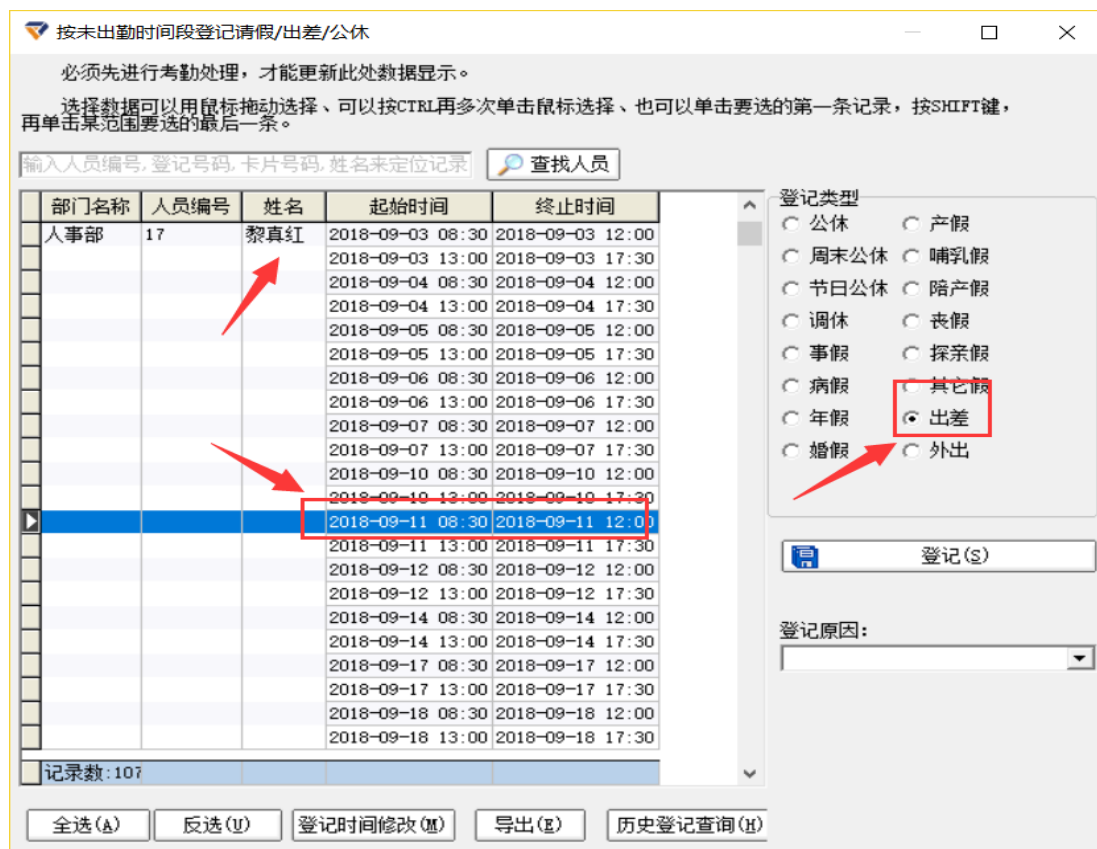 按未出勤时间段登记请假/出差/公休
必须先进行考勤处理，才能更新此处数据显示。
选择数据可以用鼠标拖动选择、可以按CTRL再多次单击鼠标选择、也可以单击要选的第一条记录，按SHIFT键，
再单击某范围要选的最后一条。
输入人员编号,登记号码,卡片号码,姓名来定位记录 查找人员
部门名称 人员编号 姓名 起始时间 终止时间
人事部 17 黎真红 2018-09-03 08:30 2018-09-03 12:00
2018-09-03 13:00 2018-09-03 17:30
2018-09-04 08:30 2018-09-04 12:00
2018-09-04 13:00 2018-09-04 17:30
2018-09-05 08:30 2018-09-05 12:00
2018-09-05 13:00 2018-09-05 17:30
2018-09-06 08:30 2018-09-06 12:00
2018-09-06 13:00 2018-09-06 17:30
2018-09-07 08:30 2018-09-07 12:00
2018-09-07 13:00 2018-09-07 17:30
2018-09-10 08:30 2018-09-10 12:00
2018-09-10 13:00 2018-09-10 17:30
2018-09-11 08:30 2018-09-11 12:00
2018-09-11 13:00 2018-09-11 17:30
2018-09-12 08:30 2018-09-12 12:00
2018-09-12 13:00 2018-09-12 17:30
2018-09-14 08:30 2018-09-14 12:00
2018-09-14 13:00 2018-09-14 17:30
2018-09-17 08:30 2018-09-17 12:00
2018-09-17 13:00 2018-09-17 17:30
2018-09-18 08:30 2018-09-18 12:00
2018-09-18 13:00 2018-09-18 17:30
记录数:107
登记类型
公休 产假
周末公休 哺乳假
节日公休 陪产假
调休 丧假
事假 探亲假
病假 其它假
年假 出差
婚假 外出
登记(S)
登记原因:
全选(A) 反选(U) 登记时间修改(M) 导出(E) 历史登记查询(H)